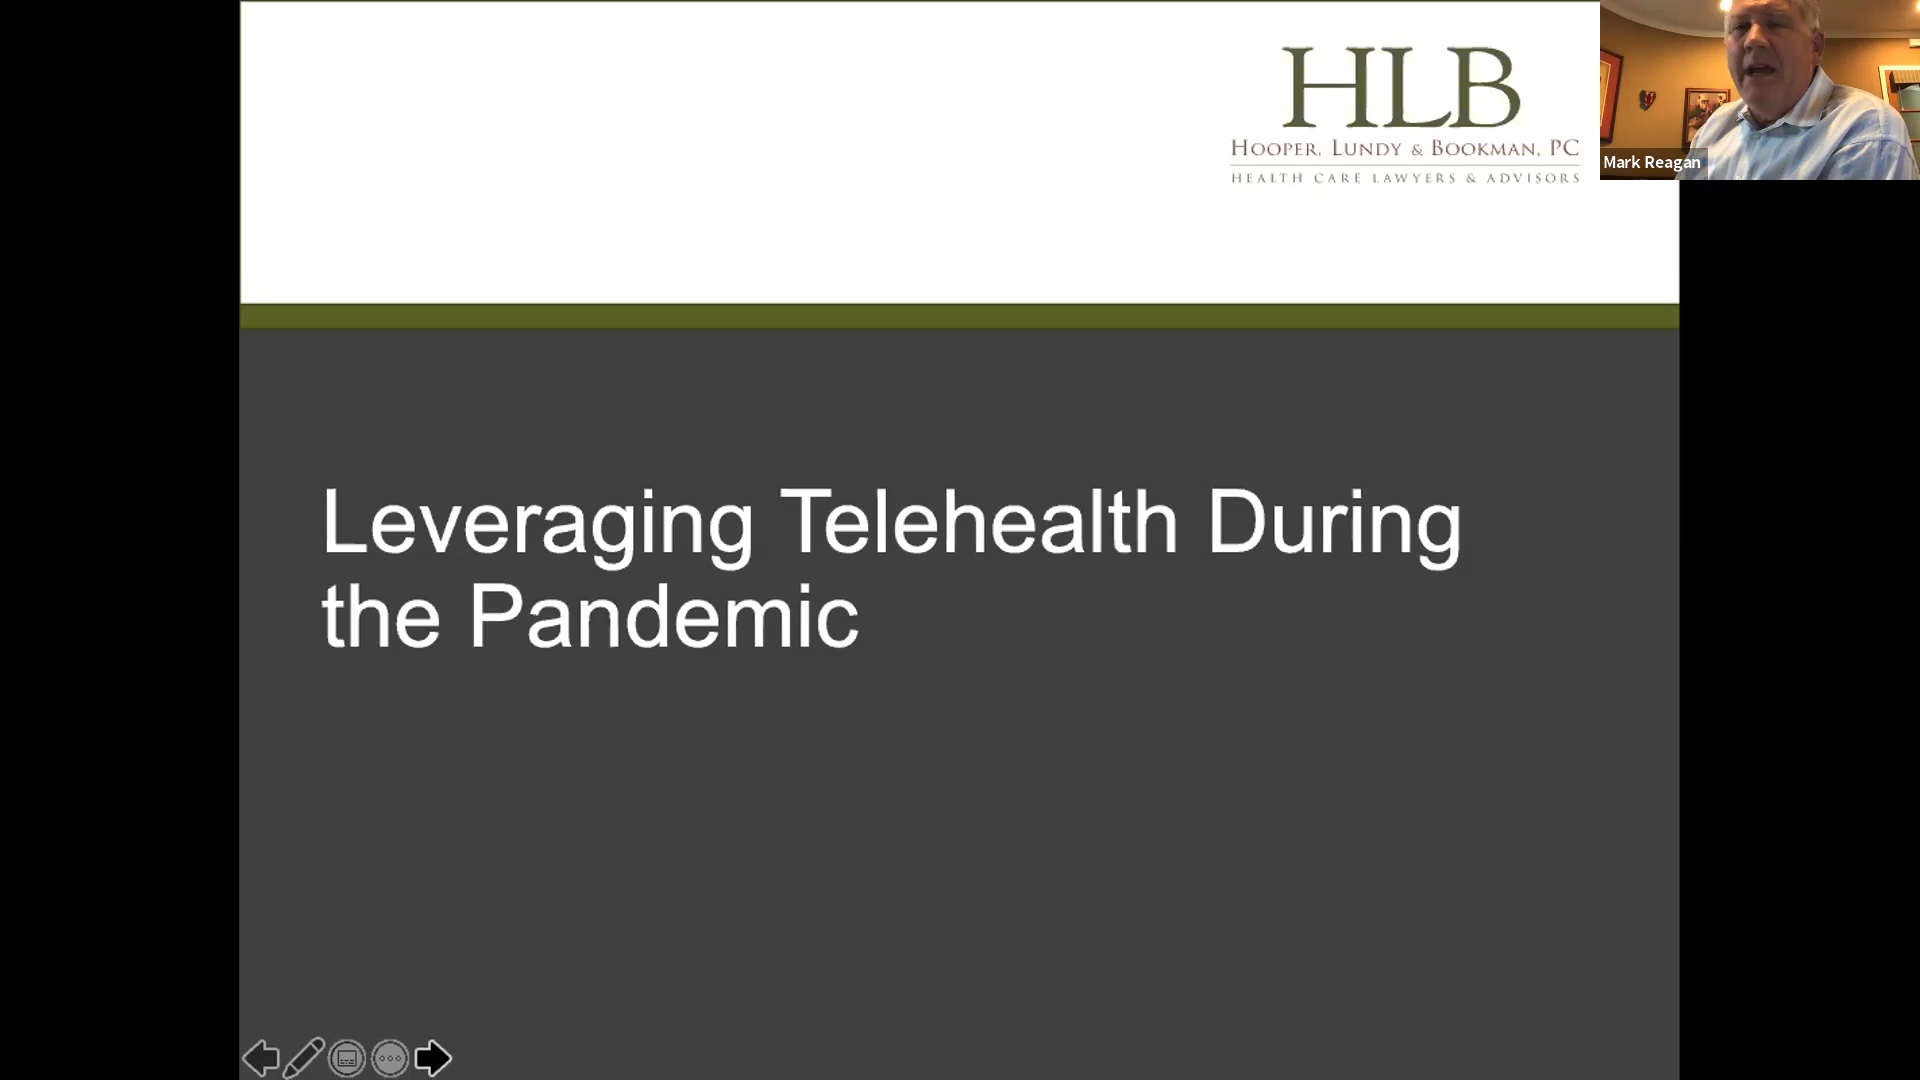 HLB
HOOPER, LUNDY & BOOKMAN, PC
HEALTH CARE LAWYERS & ADVISORS
Mark Reagan
Leveraging Telehealth During
the Pandemic